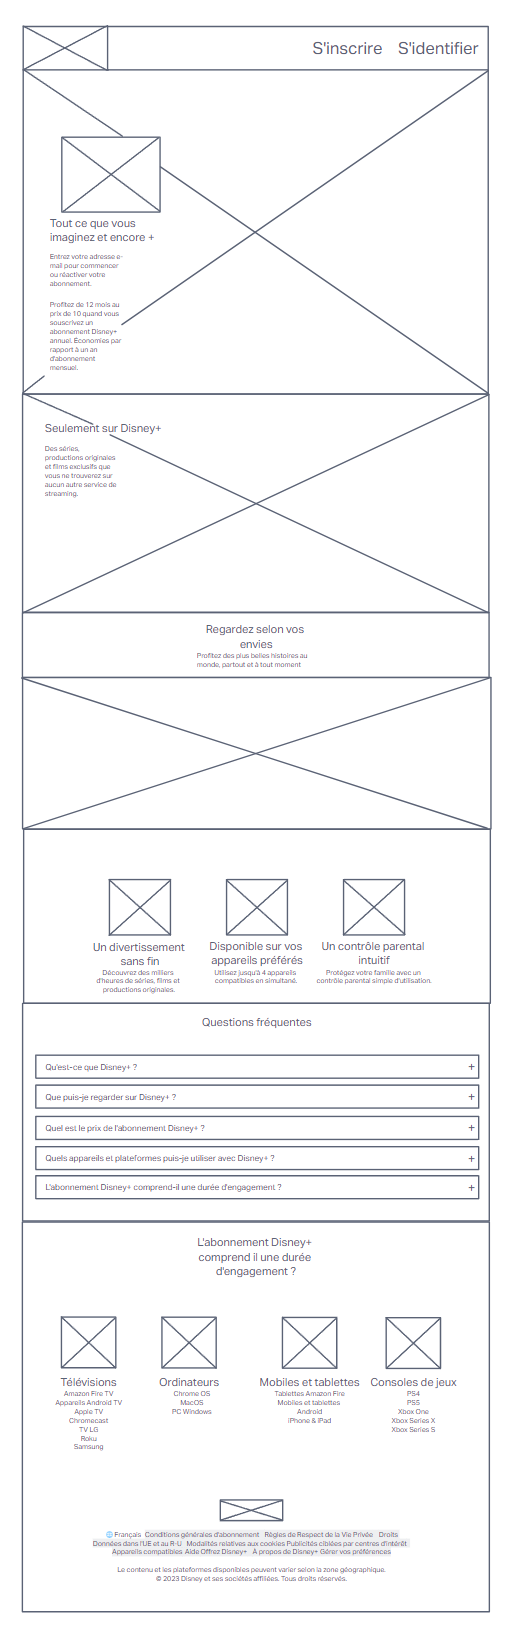 S'inscrire S'identifier
Tout ce que vous
imaginez et encore +
Entrez votre adresse e-
mail pour commencer
ou réactiver votre
abonnement.
Profitez de 12 mois au
prix de 10 quand vous
souscrivez un
abonnement Disney+
annuel. Économies par
rapport à un an
d'abonnement
mensuel.
Seulement sur Disney+
Des séries,
productions originales
et films exclusifs que
vous ne trouverez sur
aucun autre service de
streaming.
Regardez selon vos
envies
Profitez des plus belles histoires au
monde, partout et à tout moment
Un divertissement
sans fin
Découvrez des milliers
d'heures de séries, films et
productions originales.
Disponible sur vos
appareils préférés
Utilisez jusqu'à 4 appareils
compatibles en simultané.
Un contrôle parental
intuitif
Protégez votre famille avec un
contrôle parental simple d'utilisation.
Questions fréquentes
Qu'est-ce que Disney+ ? +
Que puis-je regarder sur Disney+ ? +
Quel est le prix de l'abonnement Disney+ ? +
Quels appareils et plateformes puis-je utiliser avec Disney+ ? +
L'abonnement Disney+ comprend-il une durée d'engagement ? +
L'abonnement Disney+
comprend il une durée
d'engagement ?
Télévisions
Amazon Fire TV
Appareils Android TV
Apple TV
Chromecast
TV LG
Roku
Samsung
Ordinateurs
Chrome OS
MacOS
PC Windows
Mobiles et tablettes
Tablettes Amazon Fire
Mobiles et tablettes
Android
iPhone & iPad
Consoles de jeux
PS4
PS5
Xbox One
Xbox Series X
Xbox Series S
Français Conditions générales d'abonnement Règles de Respect de la Vie Privée Droits
Données dans l'UE et au R-U Modalités relatives aux cookies Publicités ciblées par centres d'intérêt
Appareils compatibles Aide Offrez Disney+ À propos de Disney+ Gérer vos préférences
Le contenu et les plateformes disponibles peuvent varier selon la zone géographique.
© 2023 Disney et ses sociétés affiliées. Tous droits réservés.